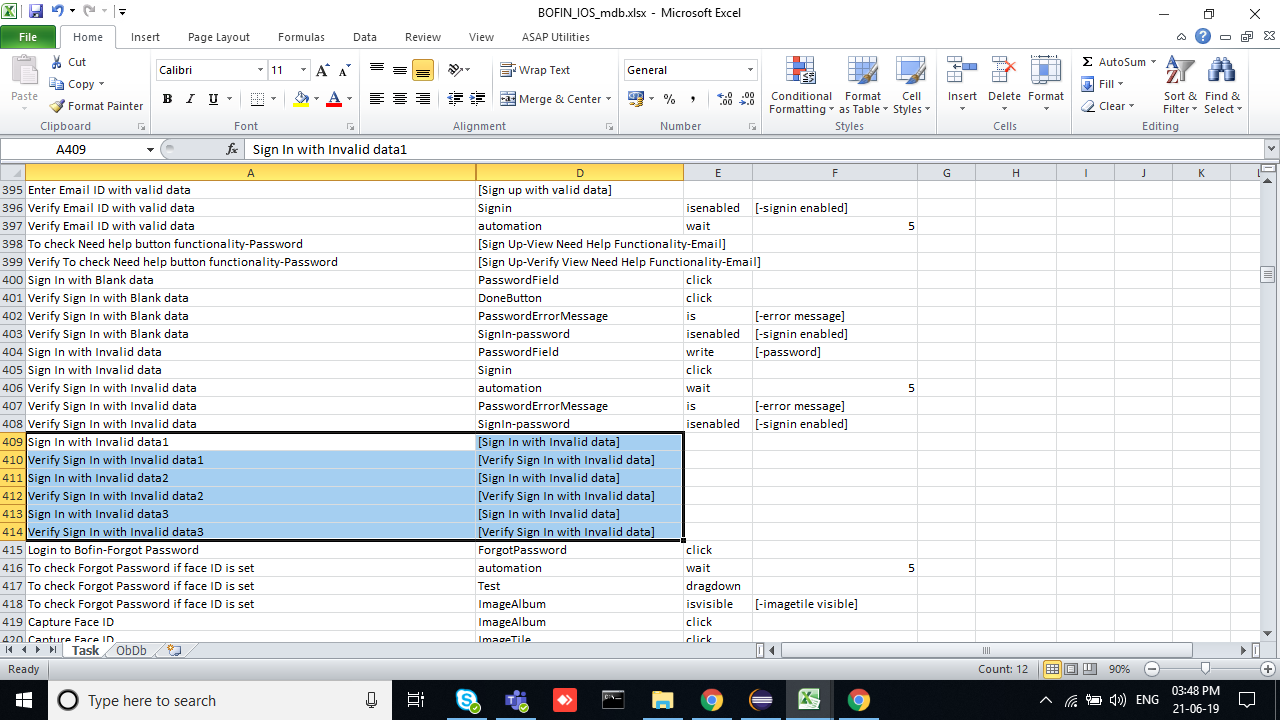 BOFIN_IOS_mdb.xlsx - Microsoft Excel
File Home Insert Page Layout Formulas Data Review View ASAP Utilities
Paste Cut Copy Format Painter Clipboard
Calibri 11 A A B I U A Font
Wrap Text Merge & Center Alignment
General % , .00 Number
Conditional Formatting Format as Table Cell Styles Styles
Insert Delete Format Cells
Σ AutoSum Fill Clear Sort & Filter Find & Select Editing
A409 fx Sign In with Invalid data1
A D E F G H I J K L
395 Enter Email ID with valid data [Sign up with valid data]
396 Verify Email ID with valid data Signin isenabled [-signin enabled]
397 Verify Email ID with valid data automation wait 5
398 To check Need help button functionality-Password [Sign Up-View Need Help Functionality-Email]
399 Verify To check Need help button functionality-Password [Sign Up-Verify View Need Help Functionality-Email]
400 Sign In with Blank data PasswordField click
401 Verify Sign In with Blank data DoneButton click
402 Verify Sign In with Blank data PasswordErrorMessage is [-error message]
403 Verify Sign In with Blank data SignIn-password isenabled [-signin enabled]
404 Sign In with Invalid data PasswordField write [-password]
405 Sign In with Invalid data Signin click
406 Verify Sign In with Invalid data automation wait 5
407 Verify Sign In with Invalid data PasswordErrorMessage is [-error message]
408 Verify Sign In with Invalid data SignIn-password isenabled [-signin enabled]
409 Sign In with Invalid data1 [Sign In with Invalid data]
410 Verify Sign In with Invalid data1 [Verify Sign In with Invalid data]
411 Sign In with Invalid data2 [Sign In with Invalid data]
412 Verify Sign In with Invalid data2 [Verify Sign In with Invalid data]
413 Sign In with Invalid data3 [Sign In with Invalid data]
414 Verify Sign In with Invalid data3 [Verify Sign In with Invalid data]
415 Login to Bofin-Forgot Password ForgotPassword click
416 To check Forgot Password if face ID is set automation wait 5
417 To check Forgot Password if face ID is set Test dragdown
418 To check Forgot Password if face ID is set ImageAlbum isvisible [-imagetile visible]
419 Capture Face ID ImageAlbum click
420 Capture Face ID ImageTile click
Task ObDb
Ready Count: 12 90%
Type here to search ENG 03:48 PM 21-06-19